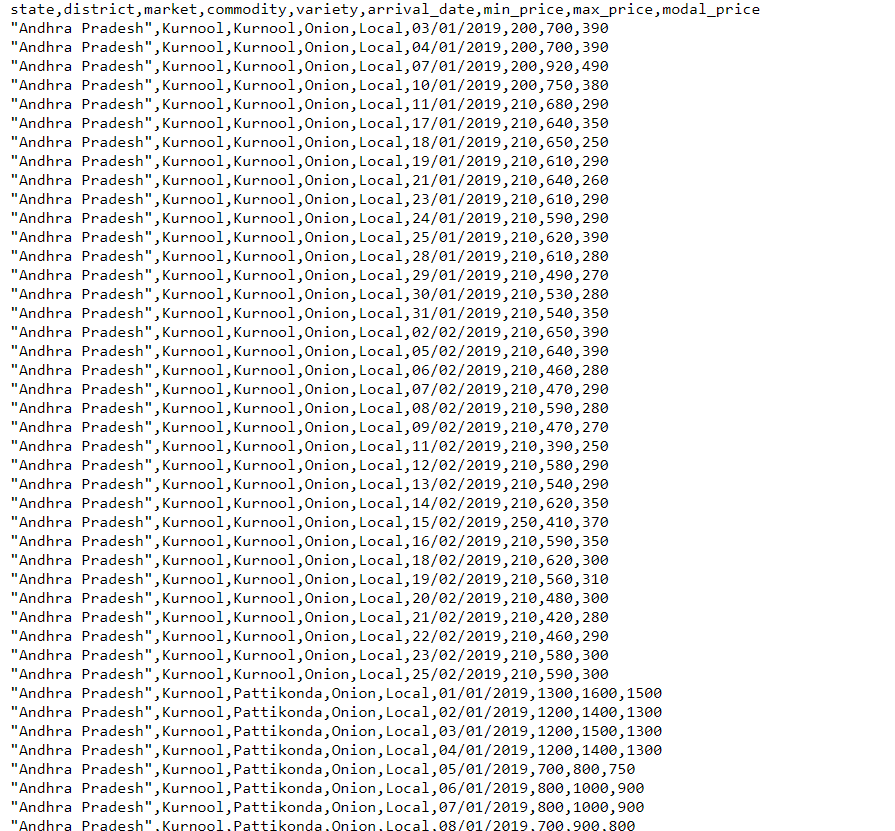 state,district,market,commodity,variety,arrival_date,min_price,max_price,modal_price
"Andhra Pradesh",Kurnool,Kurnool,Onion,Local,03/01/2019,200,700,390
"Andhra Pradesh",Kurnool,Kurnool,Onion,Local,04/01/2019,200,700,390
"Andhra Pradesh",Kurnool,Kurnool,Onion,Local,07/01/2019,200,920,490
"Andhra Pradesh",Kurnool,Kurnool,Onion,Local,10/01/2019,200,750,380
"Andhra Pradesh",Kurnool,Kurnool,Onion,Local,11/01/2019,210,680,290
"Andhra Pradesh",Kurnool,Kurnool,Onion,Local,17/01/2019,210,640,350
"Andhra Pradesh",Kurnool,Kurnool,Onion,Local,18/01/2019,210,650,250
"Andhra Pradesh",Kurnool,Kurnool,Onion,Local,19/01/2019,210,610,290
"Andhra Pradesh",Kurnool,Kurnool,Onion,Local,21/01/2019,210,640,260
"Andhra Pradesh",Kurnool,Kurnool,Onion,Local,23/01/2019,210,610,290
"Andhra Pradesh",Kurnool,Kurnool,Onion,Local,24/01/2019,210,590,290
"Andhra Pradesh",Kurnool,Kurnool,Onion,Local,25/01/2019,210,620,390
"Andhra Pradesh",Kurnool,Kurnool,Onion,Local,28/01/2019,210,610,280
"Andhra Pradesh",Kurnool,Kurnool,Onion,Local,29/01/2019,210,490,270
"Andhra Pradesh",Kurnool,Kurnool,Onion,Local,30/01/2019,210,530,280
"Andhra Pradesh",Kurnool,Kurnool,Onion,Local,31/01/2019,210,540,350
"Andhra Pradesh",Kurnool,Kurnool,Onion,Local,02/02/2019,210,650,390
"Andhra Pradesh",Kurnool,Kurnool,Onion,Local,05/02/2019,210,640,390
"Andhra Pradesh",Kurnool,Kurnool,Onion,Local,06/02/2019,210,460,280
"Andhra Pradesh",Kurnool,Kurnool,Onion,Local,07/02/2019,210,470,290
"Andhra Pradesh",Kurnool,Kurnool,Onion,Local,08/02/2019,210,590,280
"Andhra Pradesh",Kurnool,Kurnool,Onion,Local,09/02/2019,210,470,270
"Andhra Pradesh",Kurnool,Kurnool,Onion,Local,11/02/2019,210,390,250
"Andhra Pradesh",Kurnool,Kurnool,Onion,Local,12/02/2019,210,580,290
"Andhra Pradesh",Kurnool,Kurnool,Onion,Local,13/02/2019,210,540,290
"Andhra Pradesh",Kurnool,Kurnool,Onion,Local,14/02/2019,210,620,350
"Andhra Pradesh",Kurnool,Kurnool,Onion,Local,15/02/2019,250,410,370
"Andhra Pradesh",Kurnool,Kurnool,Onion,Local,16/02/2019,210,590,350
"Andhra Pradesh",Kurnool,Kurnool,Onion,Local,18/02/2019,210,620,300
"Andhra Pradesh",Kurnool,Kurnool,Onion,Local,19/02/2019,210,560,310
"Andhra Pradesh",Kurnool,Kurnool,Onion,Local,20/02/2019,210,480,300
"Andhra Pradesh",Kurnool,Kurnool,Onion,Local,21/02/2019,210,420,280
"Andhra Pradesh",Kurnool,Kurnool,Onion,Local,22/02/2019,210,460,290
"Andhra Pradesh",Kurnool,Kurnool,Onion,Local,23/02/2019,210,580,300
"Andhra Pradesh",Kurnool,Kurnool,Onion,Local,25/02/2019,210,590,300
"Andhra Pradesh",Kurnool,Pattikonda,Onion,Local,01/01/2019,1300,1600,1500
"Andhra Pradesh",Kurnool,Pattikonda,Onion,Local,02/01/2019,1200,1400,1300
"Andhra Pradesh",Kurnool,Pattikonda,Onion,Local,03/01/2019,1200,1500,1300
"Andhra Pradesh",Kurnool,Pattikonda,Onion,Local,04/01/2019,1200,1400,1300
"Andhra Pradesh",Kurnool,Pattikonda,Onion,Local,05/01/2019,700,800,750
"Andhra Pradesh",Kurnool,Pattikonda,Onion,Local,06/01/2019,800,1000,900
"Andhra Pradesh",Kurnool,Pattikonda,Onion,Local,07/01/2019,800,1000,900
"Andhra Pradesh",Kurnool,Pattikonda,Onion,Local,08/01/2019,700,900,800